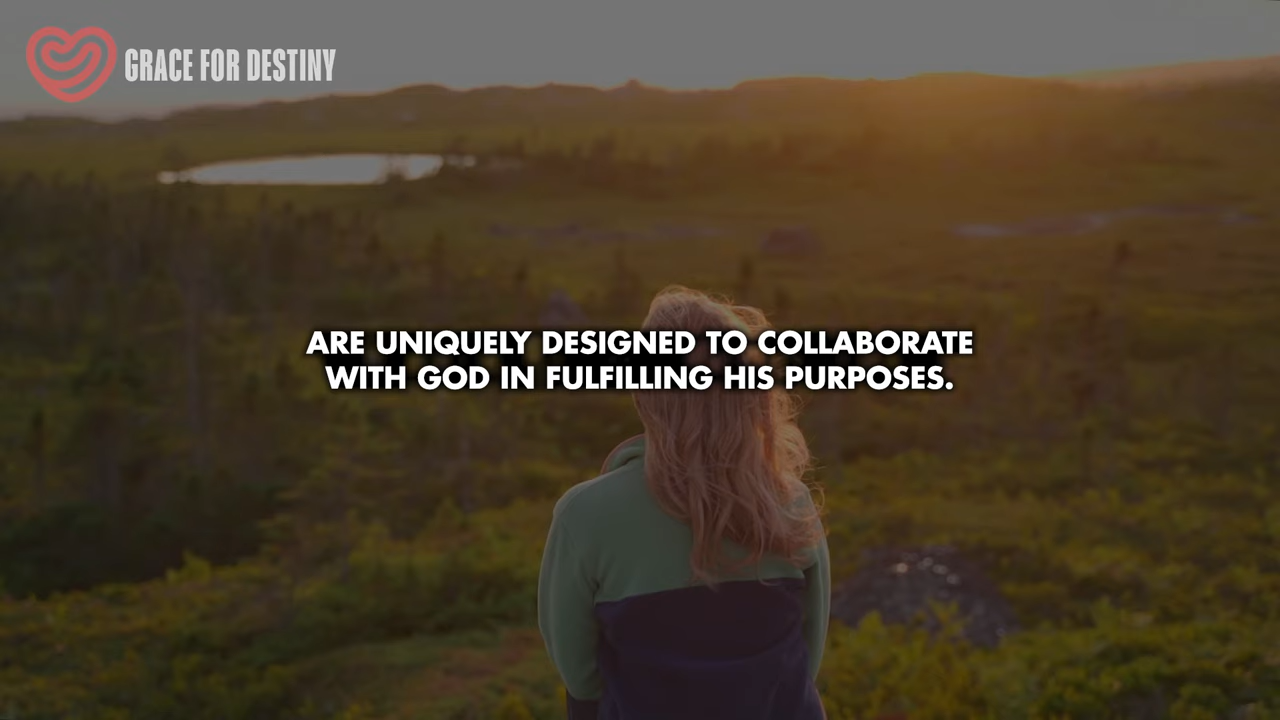 GRACE FOR DESTINY
ARE UNIQUELY DESIGNED TO COLLABORATE
WITH GOD IN FULFILLING HIS PURPOSES.